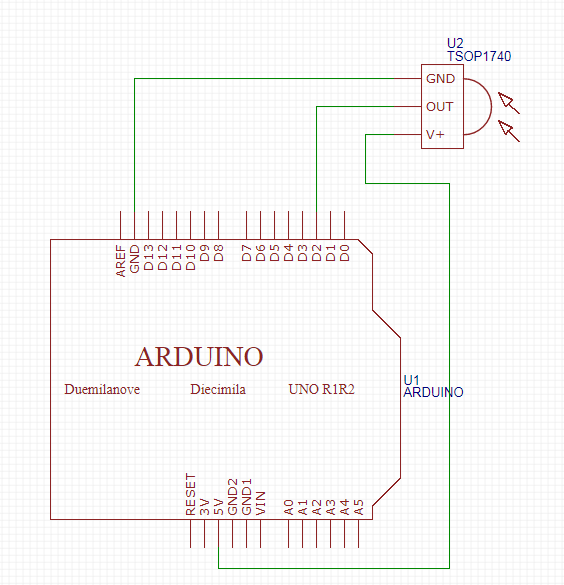 U2
TSOP1740
GND
OUT
V+
AREF
GND
D13
D12
D11
D10
D9
D8
D7
D6
D5
D4
D3
D2
D1
D0
ARDUINO
Duemilanove
Diecimila
UNO R1R2
U1
ARDUINO
RESET
3V
5V
GND2
GND1
VIN
A0
A1
A2
A3
A4
A5